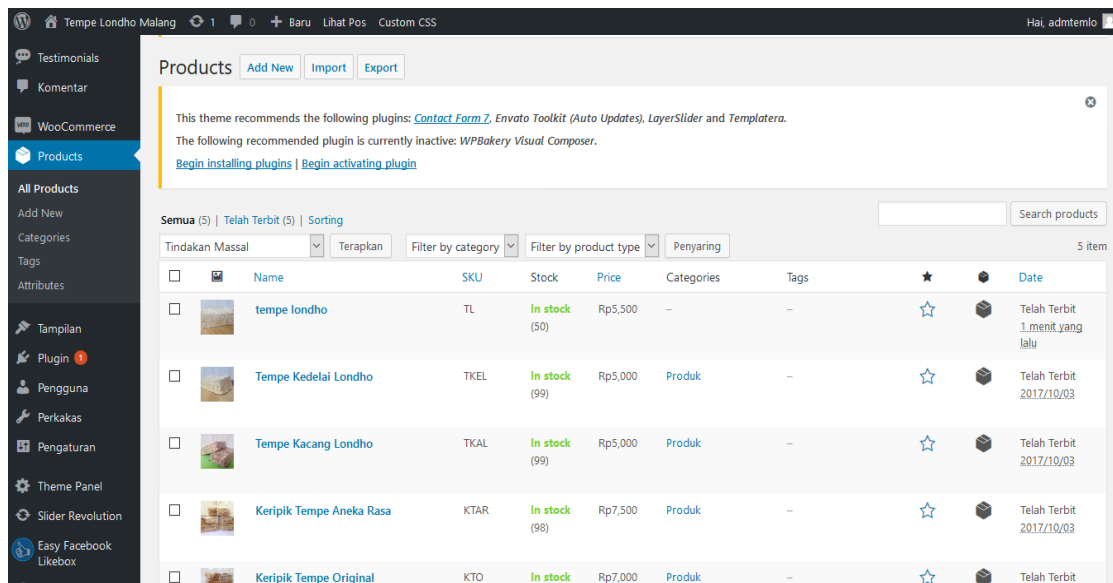 Tempe Londho Malang 1 0 + Baru Lihat Pos Custom CSS Hai, admtemlo
Testimonials
Komentar
WooCommerce
Products
All Products
Add New
Categories
Tags
Attributes
Tampilan
Plugin 1
Pengguna
Perkakas
Pengaturan
Theme Panel
Slider Revolution
Easy Facebook
Likebox
Products Add New Import Export
This theme recommends the following plugins: Contact Form 7, Envato Toolkit (Auto Updates), LayerSlider and Templatera.
The following recommended plugin is currently inactive: WPBakery Visual Composer.
Begin installing plugins | Begin activating plugin
Search products
Semua (5) | Telah Terbit (5) | Sorting
Tindakan Massal Terapkan Filter by category Filter by product type Penyaring 5 item
Name SKU Stock Price Categories Tags Date
tempe londho TL In stock (50) Rp5,500 – – Telah Terbit
1 menit yang
lalu
Tempe Kedelai Londho TKEL In stock (99) Rp5,000 Produk – Telah Terbit
2017/10/03
Tempe Kacang Londho TKAL In stock (99) Rp5,000 Produk – Telah Terbit
2017/10/03
Keripik Tempe Aneka Rasa KTAR In stock (98) Rp7,500 Produk – Telah Terbit
2017/10/03
Keripik Tempe Original KTO In stock Rp7,000 Produk – Telah Terbit